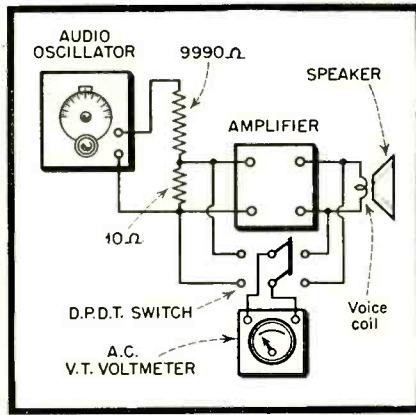 AUDIO
OSCILLATOR
9990Ω
SPEAKER
AMPLIFIER
10Ω
D.P.D.T. SWITCH
Voice
coil
A.C.
V.T. VOLTMETER